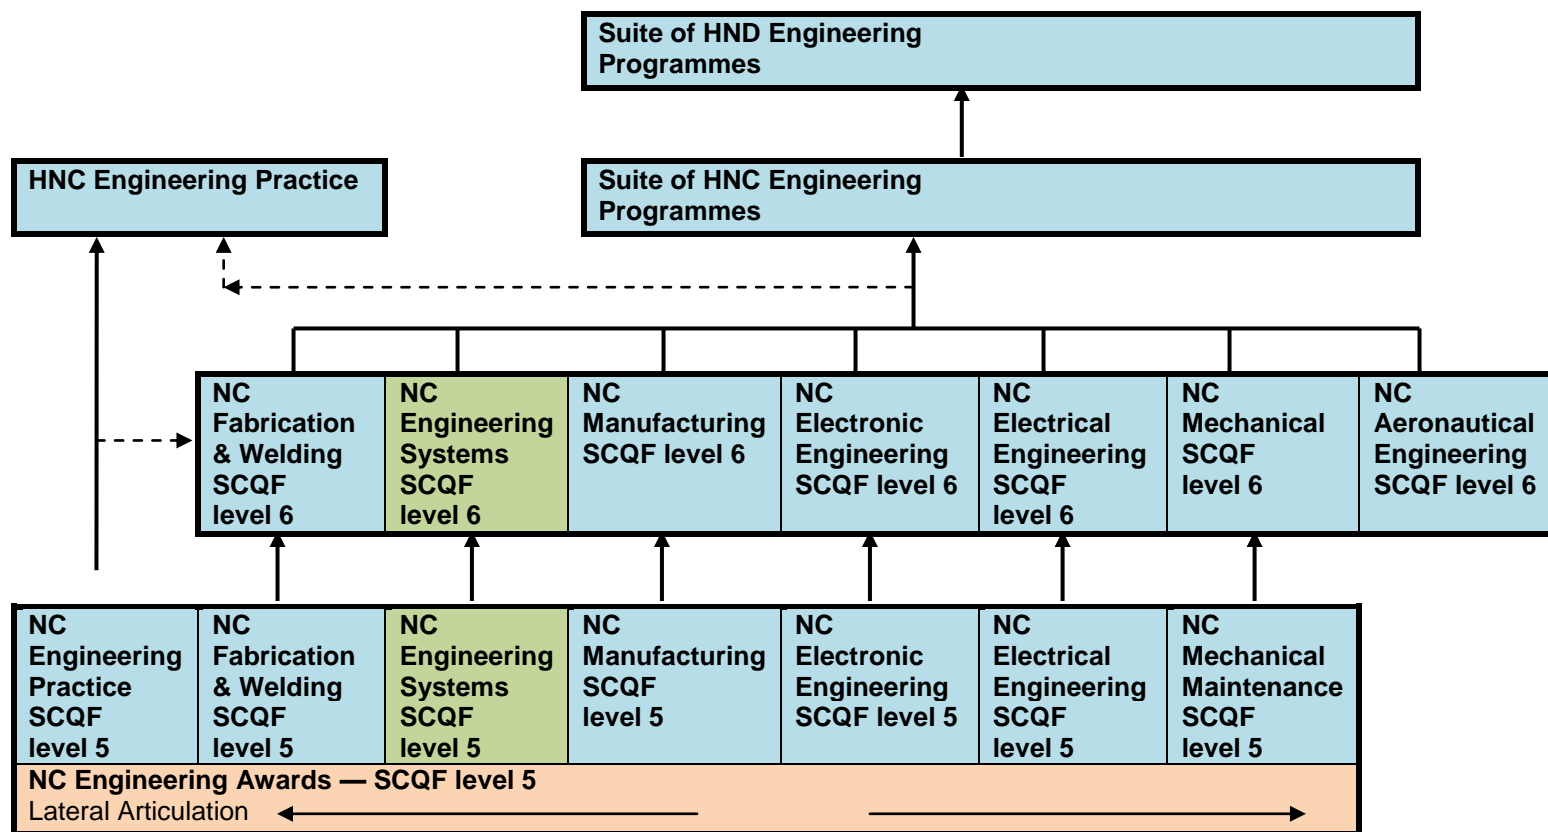 Suite of HND Engineering
Programmes
HNC Engineering Practice
Suite of HNC Engineering
Programmes
NC
Fabrication
& Welding
SCQF
level 6
NC
Engineering
Systems
SCQF
level 6
NC
Manufacturing
SCQF level 6
NC
Electronic
Engineering
SCQF level 6
NC
Electrical
Engineering
SCQF
level 6
NC
Mechanical
SCQF
level 6
NC
Aeronautical
Engineering
SCQF level 6
NC
Engineering
Practice
SCQF
level 5
NC
Fabrication
& Welding
SCQF
level 5
NC
Engineering
Systems
SCQF
level 5
NC
Manufacturing
SCQF
level 5
NC
Electronic
Engineering
SCQF level 5
NC
Electrical
Engineering
SCQF
level 5
NC
Mechanical
Maintenance
SCQF
level 5
NC Engineering Awards — SCQF level 5
Lateral Articulation